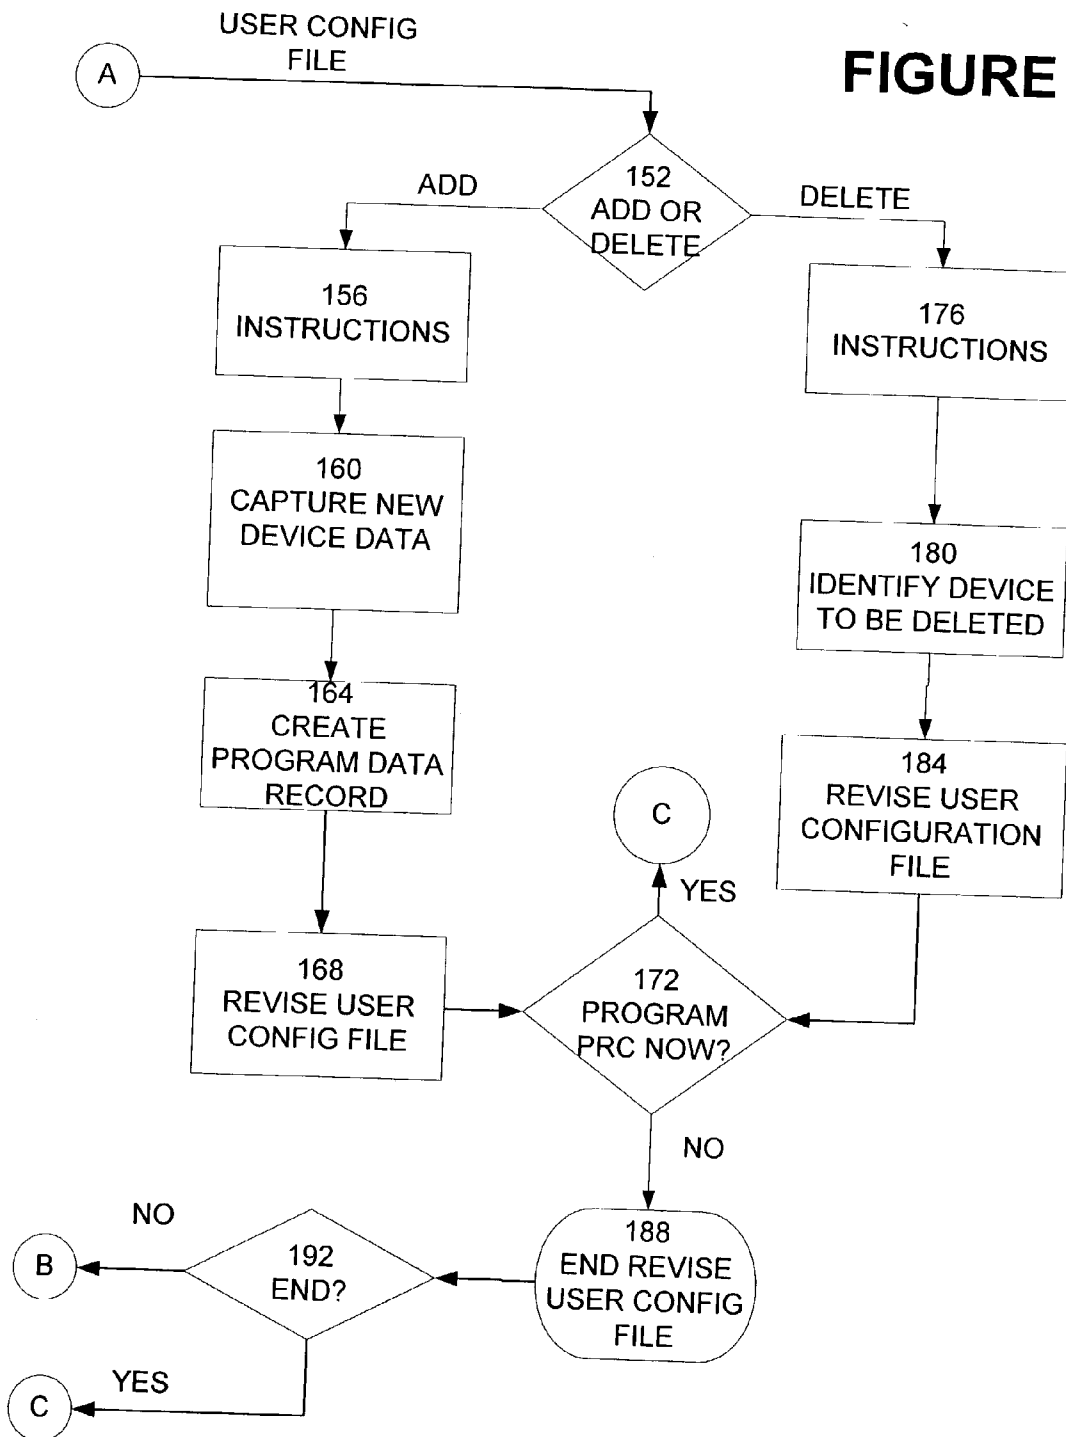 USER CONFIG
FILE
A
FIGURE
152
ADD OR
DELETE
ADD
DELETE
156
INSTRUCTIONS
176
INSTRUCTIONS
160
CAPTURE NEW
DEVICE DATA
180
IDENTIFY DEVICE
TO BE DELETED
164
CREATE
PROGRAM DATA
RECORD
184
REVISE USER
CONFIGURATION
FILE
C
YES
168
REVISE USER
CONFIG FILE
172
PROGRAM
PRC NOW?
NO
188
END REVISE
USER CONFIG
FILE
192
END?
NO
B
YES
C